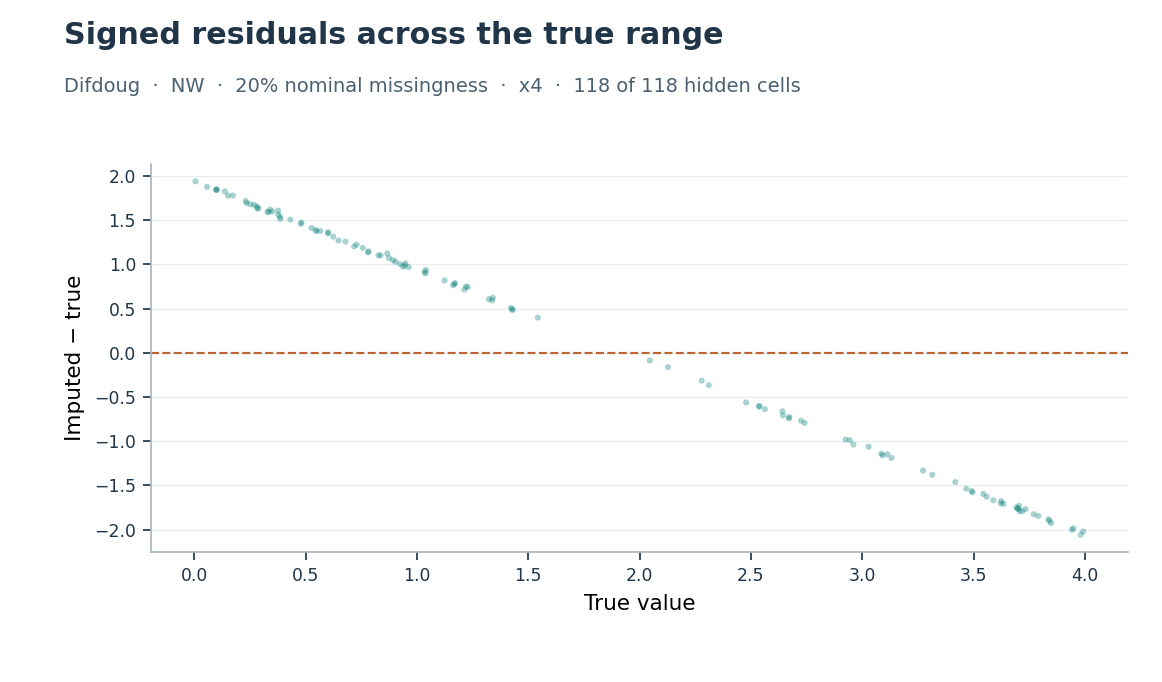 Signed residuals across the true range
Difdoug · NW · 20% nominal missingness · x4 · 118 of 118 hidden cells
Imputed − true
2.0
1.5
1.0
0.5
0.0
−0.5
−1.0
−1.5
−2.0
0.0 0.5 1.0 1.5 2.0 2.5 3.0 3.5 4.0
True value